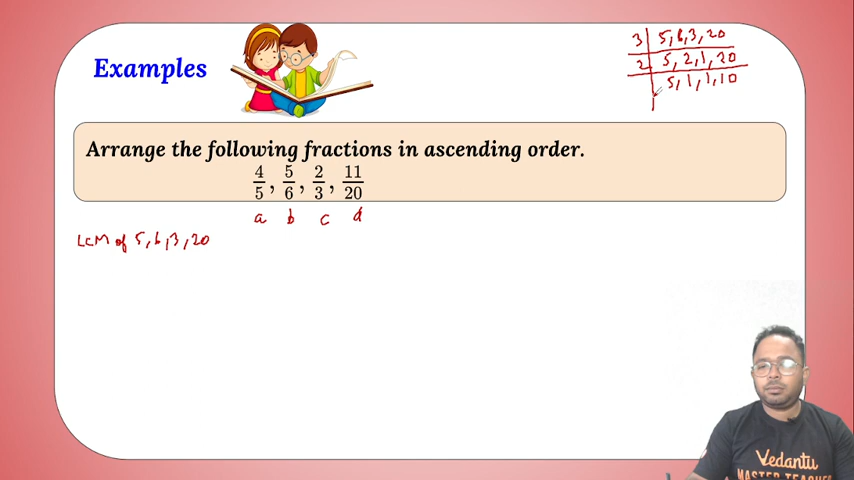 3 | 5, 6, 3, 20
2 | 5, 2, 1, 20
5, 1, 1, 10
Examples
Arrange the following fractions in ascending order.
4/5, 5/6, 2/3, 11/20
a b c d
LCM of 5, 6, 3, 20
Vedantu
MASTER TEACHER